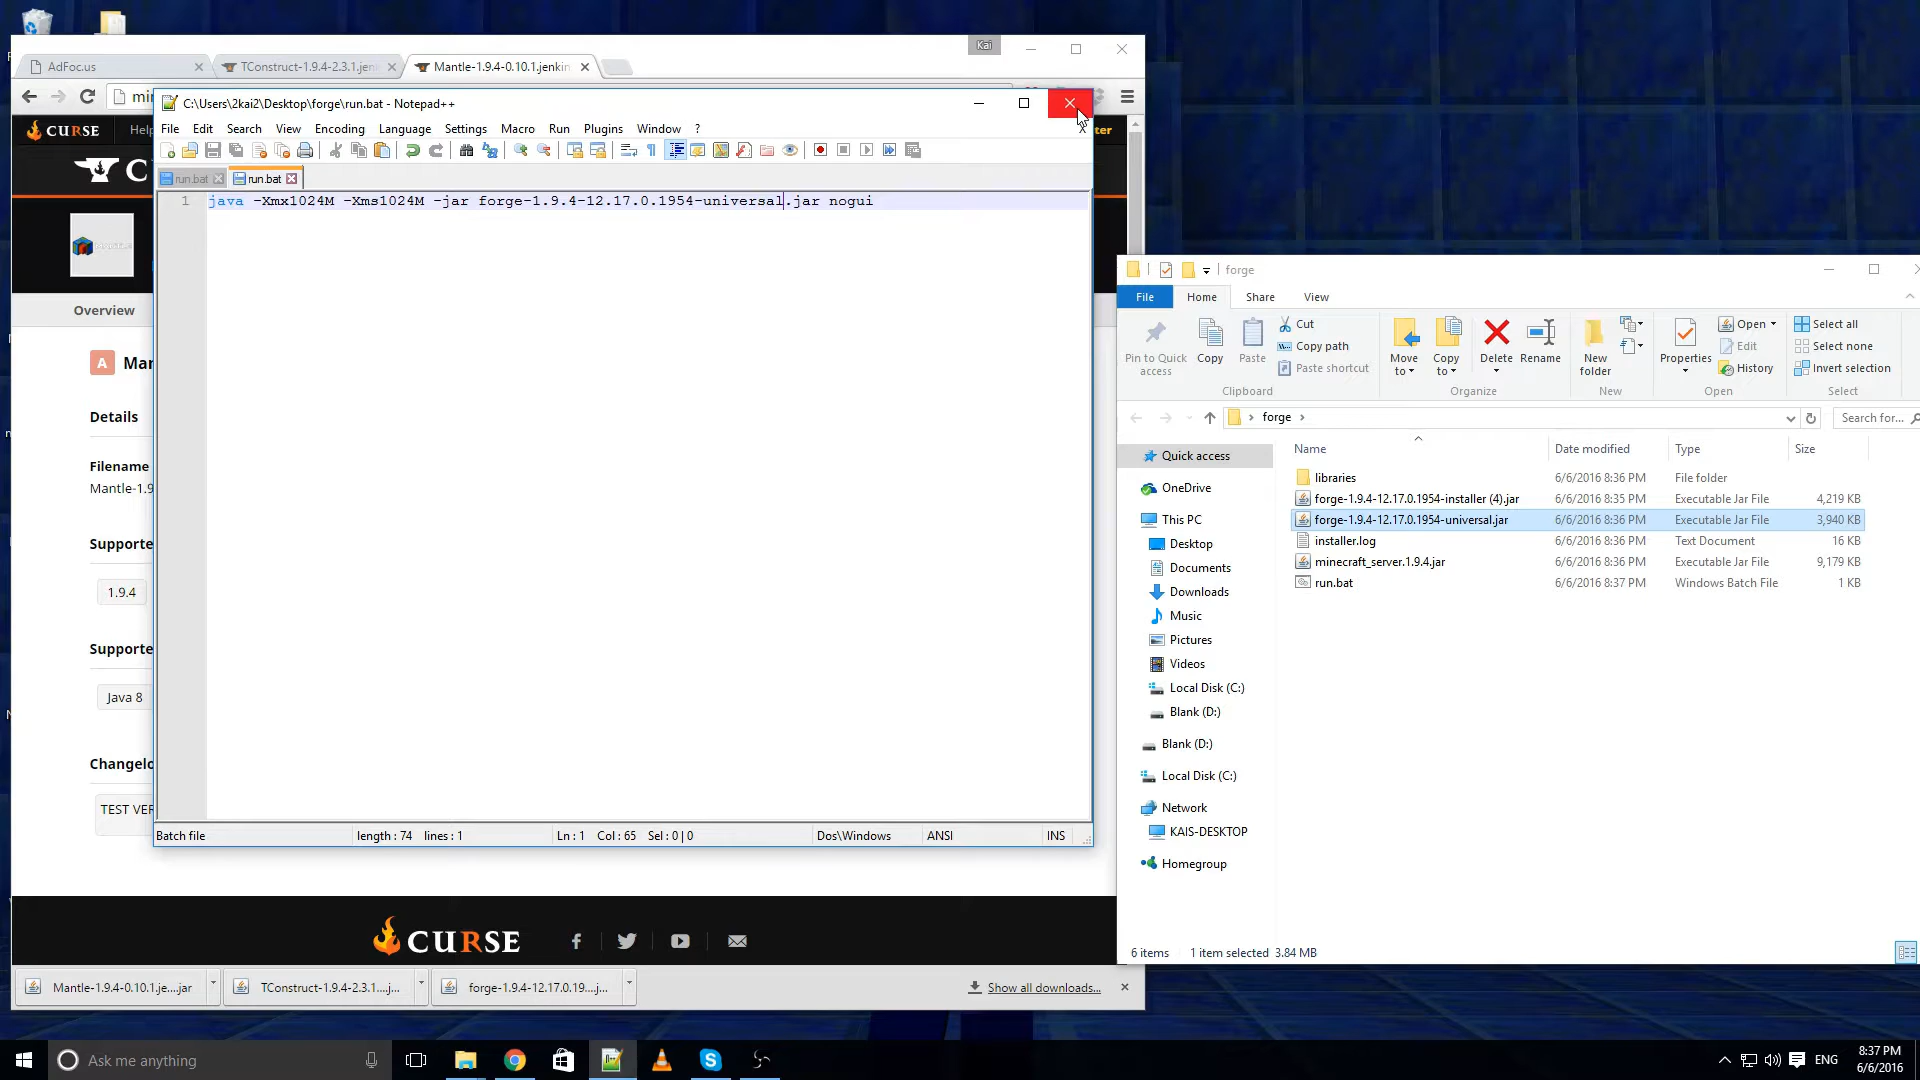 Kai
AdFoc.us
TConstruct-1.9.4-2.3.1.jenk
Mantle-1.9.4-0.10.1.jenkin
C:\Users\2kai2\Desktop\forge\run.bat - Notepad++
CURSE
Help
ter
C
File Edit Search View Encoding Language Settings Macro Run Plugins Window ?
X
run.bat
run.bat
1 java -Xmx1024M -Xms1024M -jar forge-1.9.4-12.17.0.1954-universal.jar nogui
Overview
A
Man
Details
Filename
Mantle-1.9
Supporte
1.9.4
Supporte
Java 8
Changelo
TEST VER
Batch file
length : 74 lines : 1
Ln : 1 Col : 65 Sel : 0 | 0
Dos\Windows
ANSI
INS
CURSE
Mantle-1.9.4-0.10.1.je....jar
TConstruct-1.9.4-2.3.1....j...
forge-1.9.4-12.17.0.19....j...
Show all downloads...
forge
File
Home
Share
View
Pin to Quick access
Copy
Paste
Cut
Copy path
Paste shortcut
Clipboard
Move to
Copy to
Delete
Rename
Organize
New folder
New
Properties
Open
Edit
History
Open
Select all
Select none
Invert selection
Select
forge
Search for...
Name Date modified Type Size
libraries 6/6/2016 8:36 PM File folder
forge-1.9.4-12.17.0.1954-installer (4).jar 6/6/2016 8:35 PM Executable Jar File 4,219 KB
forge-1.9.4-12.17.0.1954-universal.jar 6/6/2016 8:36 PM Executable Jar File 3,940 KB
installer.log 6/6/2016 8:36 PM Text Document 16 KB
minecraft_server.1.9.4.jar 6/6/2016 8:36 PM Executable Jar File 9,179 KB
run.bat 6/6/2016 8:37 PM Windows Batch File 1 KB
Quick access
OneDrive
This PC
Desktop
Documents
Downloads
Music
Pictures
Videos
Local Disk (C:)
Blank (D:)
Blank (D:)
Local Disk (C:)
Network
KAIS-DESKTOP
Homegroup
6 items 1 item selected 3.84 MB
Ask me anything
ENG
8:37 PM
6/6/2016